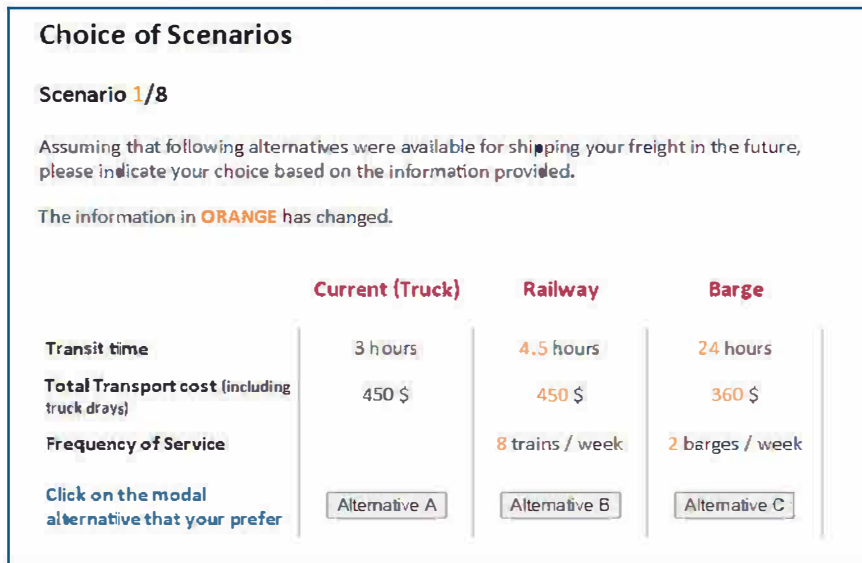 Choice of Scenarios
Scenario 1/8
Assuming that following alternatives were available for shipping your freight in the future,
please indicate your choice based on the information provided.
The information in ORANGE has changed.
Current (Truck) Railway Barge
Transit time 3 hours 4.5 hours 24 hours
Total Transport cost (including
truck drays) 450 $ 450 $ 360 $
Frequency of Service 8 trains / week 2 barges / week
Click on the modal
alternative that your prefer Alternative A Alternative B Alternative C